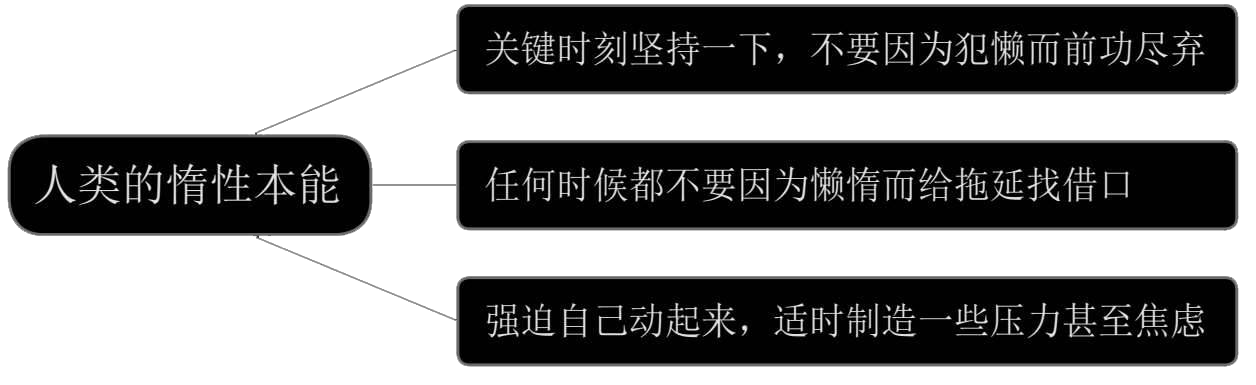 关键时刻坚持一下，不要因为犯懒而前功尽弃
人类的惰性本能
任何时候都不要因为懒惰而给拖延找借口
强迫自己动起来，适时制造一些压力甚至焦虑